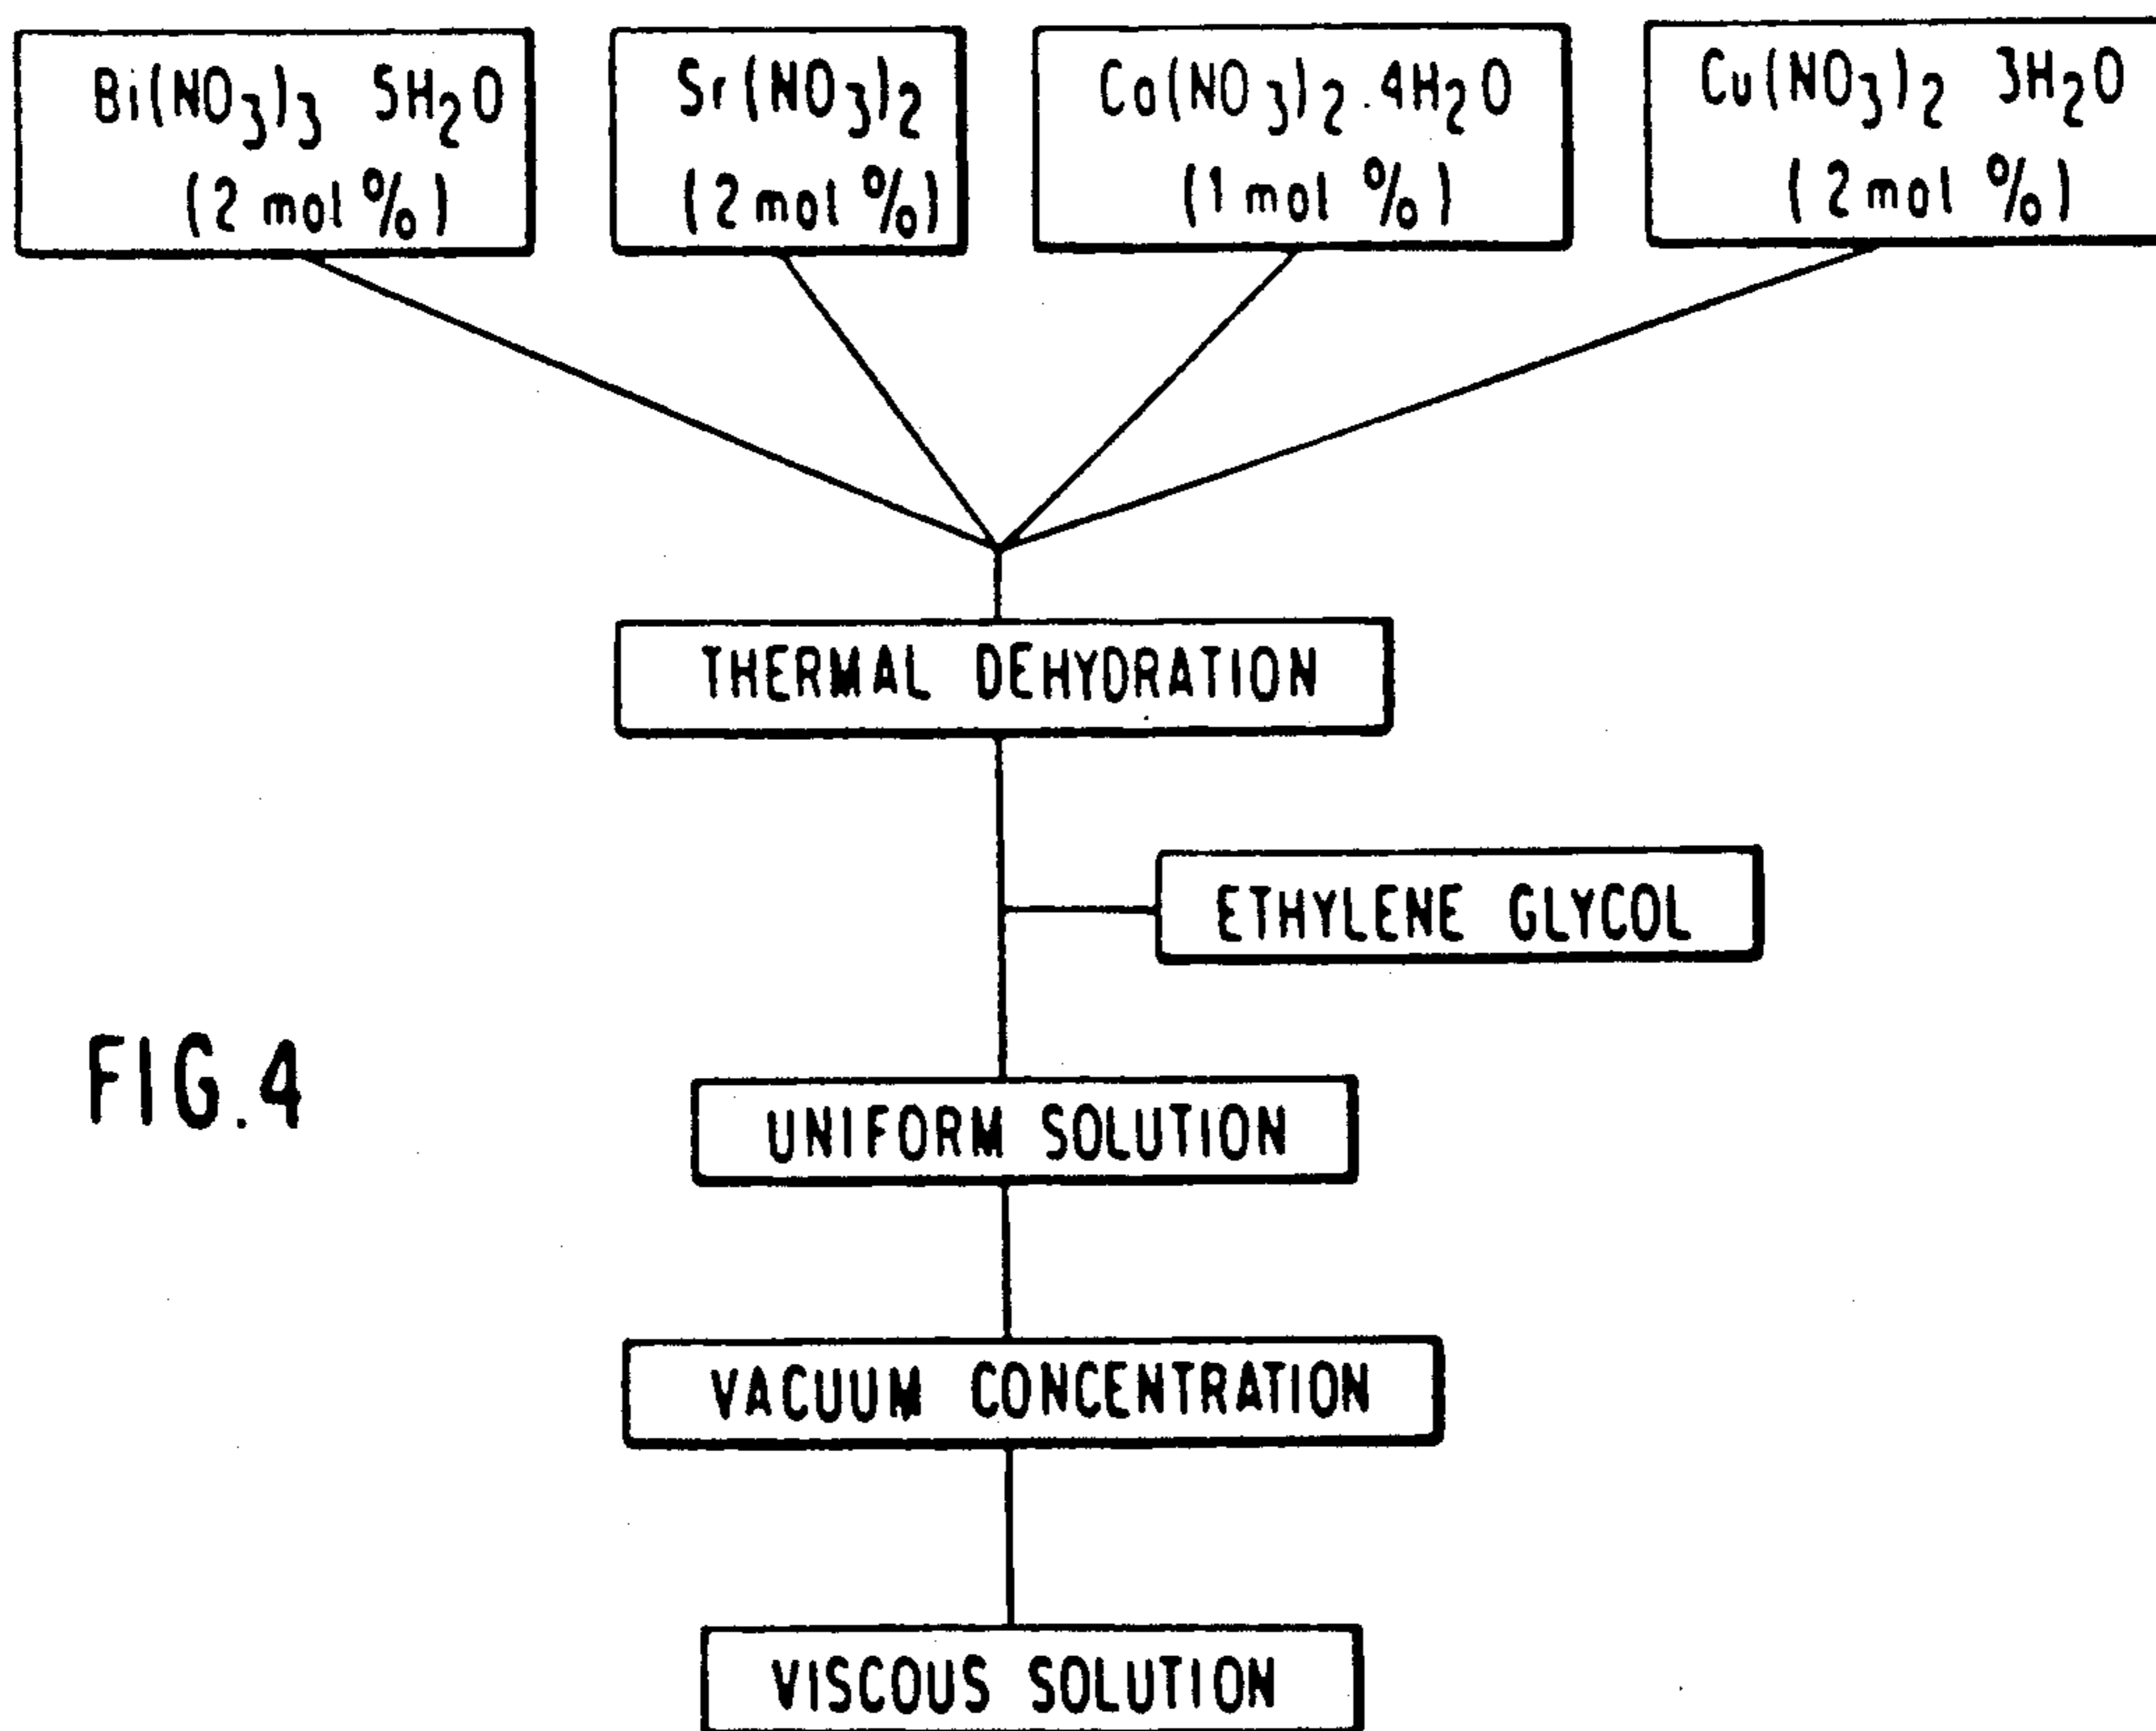 Bi(NO3)3 5H2O
(2 mol %)
Sr(NO3)2
(2 mol %)
Ca(NO3)2.4H2O
(1 mol %)
Cu(NO3)2 3H2O
(2 mol %)
THERMAL DEHYDRATION
ETHYLENE GLYCOL
FIG.4
UNIFORM SOLUTION
VACUUM CONCENTRATION
VISCOUS SOLUTION